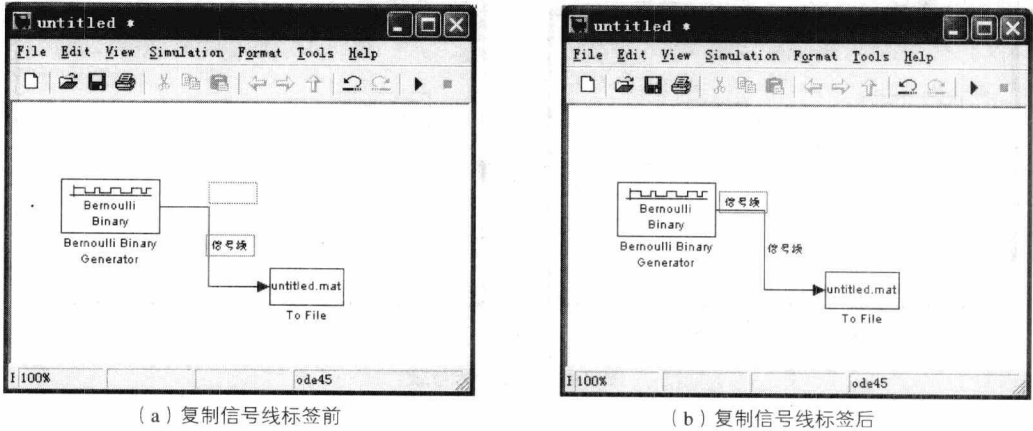 untitled *
File Edit View Simulation Format Tools Help
Bernoulli
Binary
Bernoulli Binary
Generator
信号线
untitled.mat
To File
100%
ode45
(a)复制信号线标签前
untitled *
File Edit View Simulation Format Tools Help
Bernoulli
Binary
Bernoulli Binary
Generator
信号线
信号线
untitled.mat
To File
100%
ode45
(b)复制信号线标签后